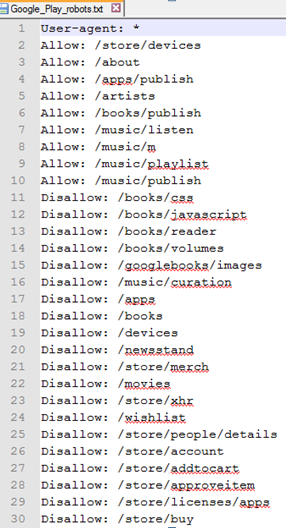 Google_Play_robots.txt
1 User-agent: *
2 Allow: /store/devices
3 Allow: /about
4 Allow: /apps/publish
5 Allow: /artists
6 Allow: /books/publish
7 Allow: /music/listen
8 Allow: /music/m
9 Allow: /music/playlist
10 Allow: /music/publish
11 Disallow: /books/css
12 Disallow: /books/javascript
13 Disallow: /books/reader
14 Disallow: /books/volumes
15 Disallow: /googlebooks/images
16 Disallow: /music/curation
17 Disallow: /apps
18 Disallow: /books
19 Disallow: /devices
20 Disallow: /newsstand
21 Disallow: /store/merch
22 Disallow: /movies
23 Disallow: /store/xhr
24 Disallow: /wishlist
25 Disallow: /store/people/details
26 Disallow: /store/account
27 Disallow: /store/addtocart
28 Disallow: /store/approveitem
29 Disallow: /store/licenses/apps
30 Disallow: /store/buy